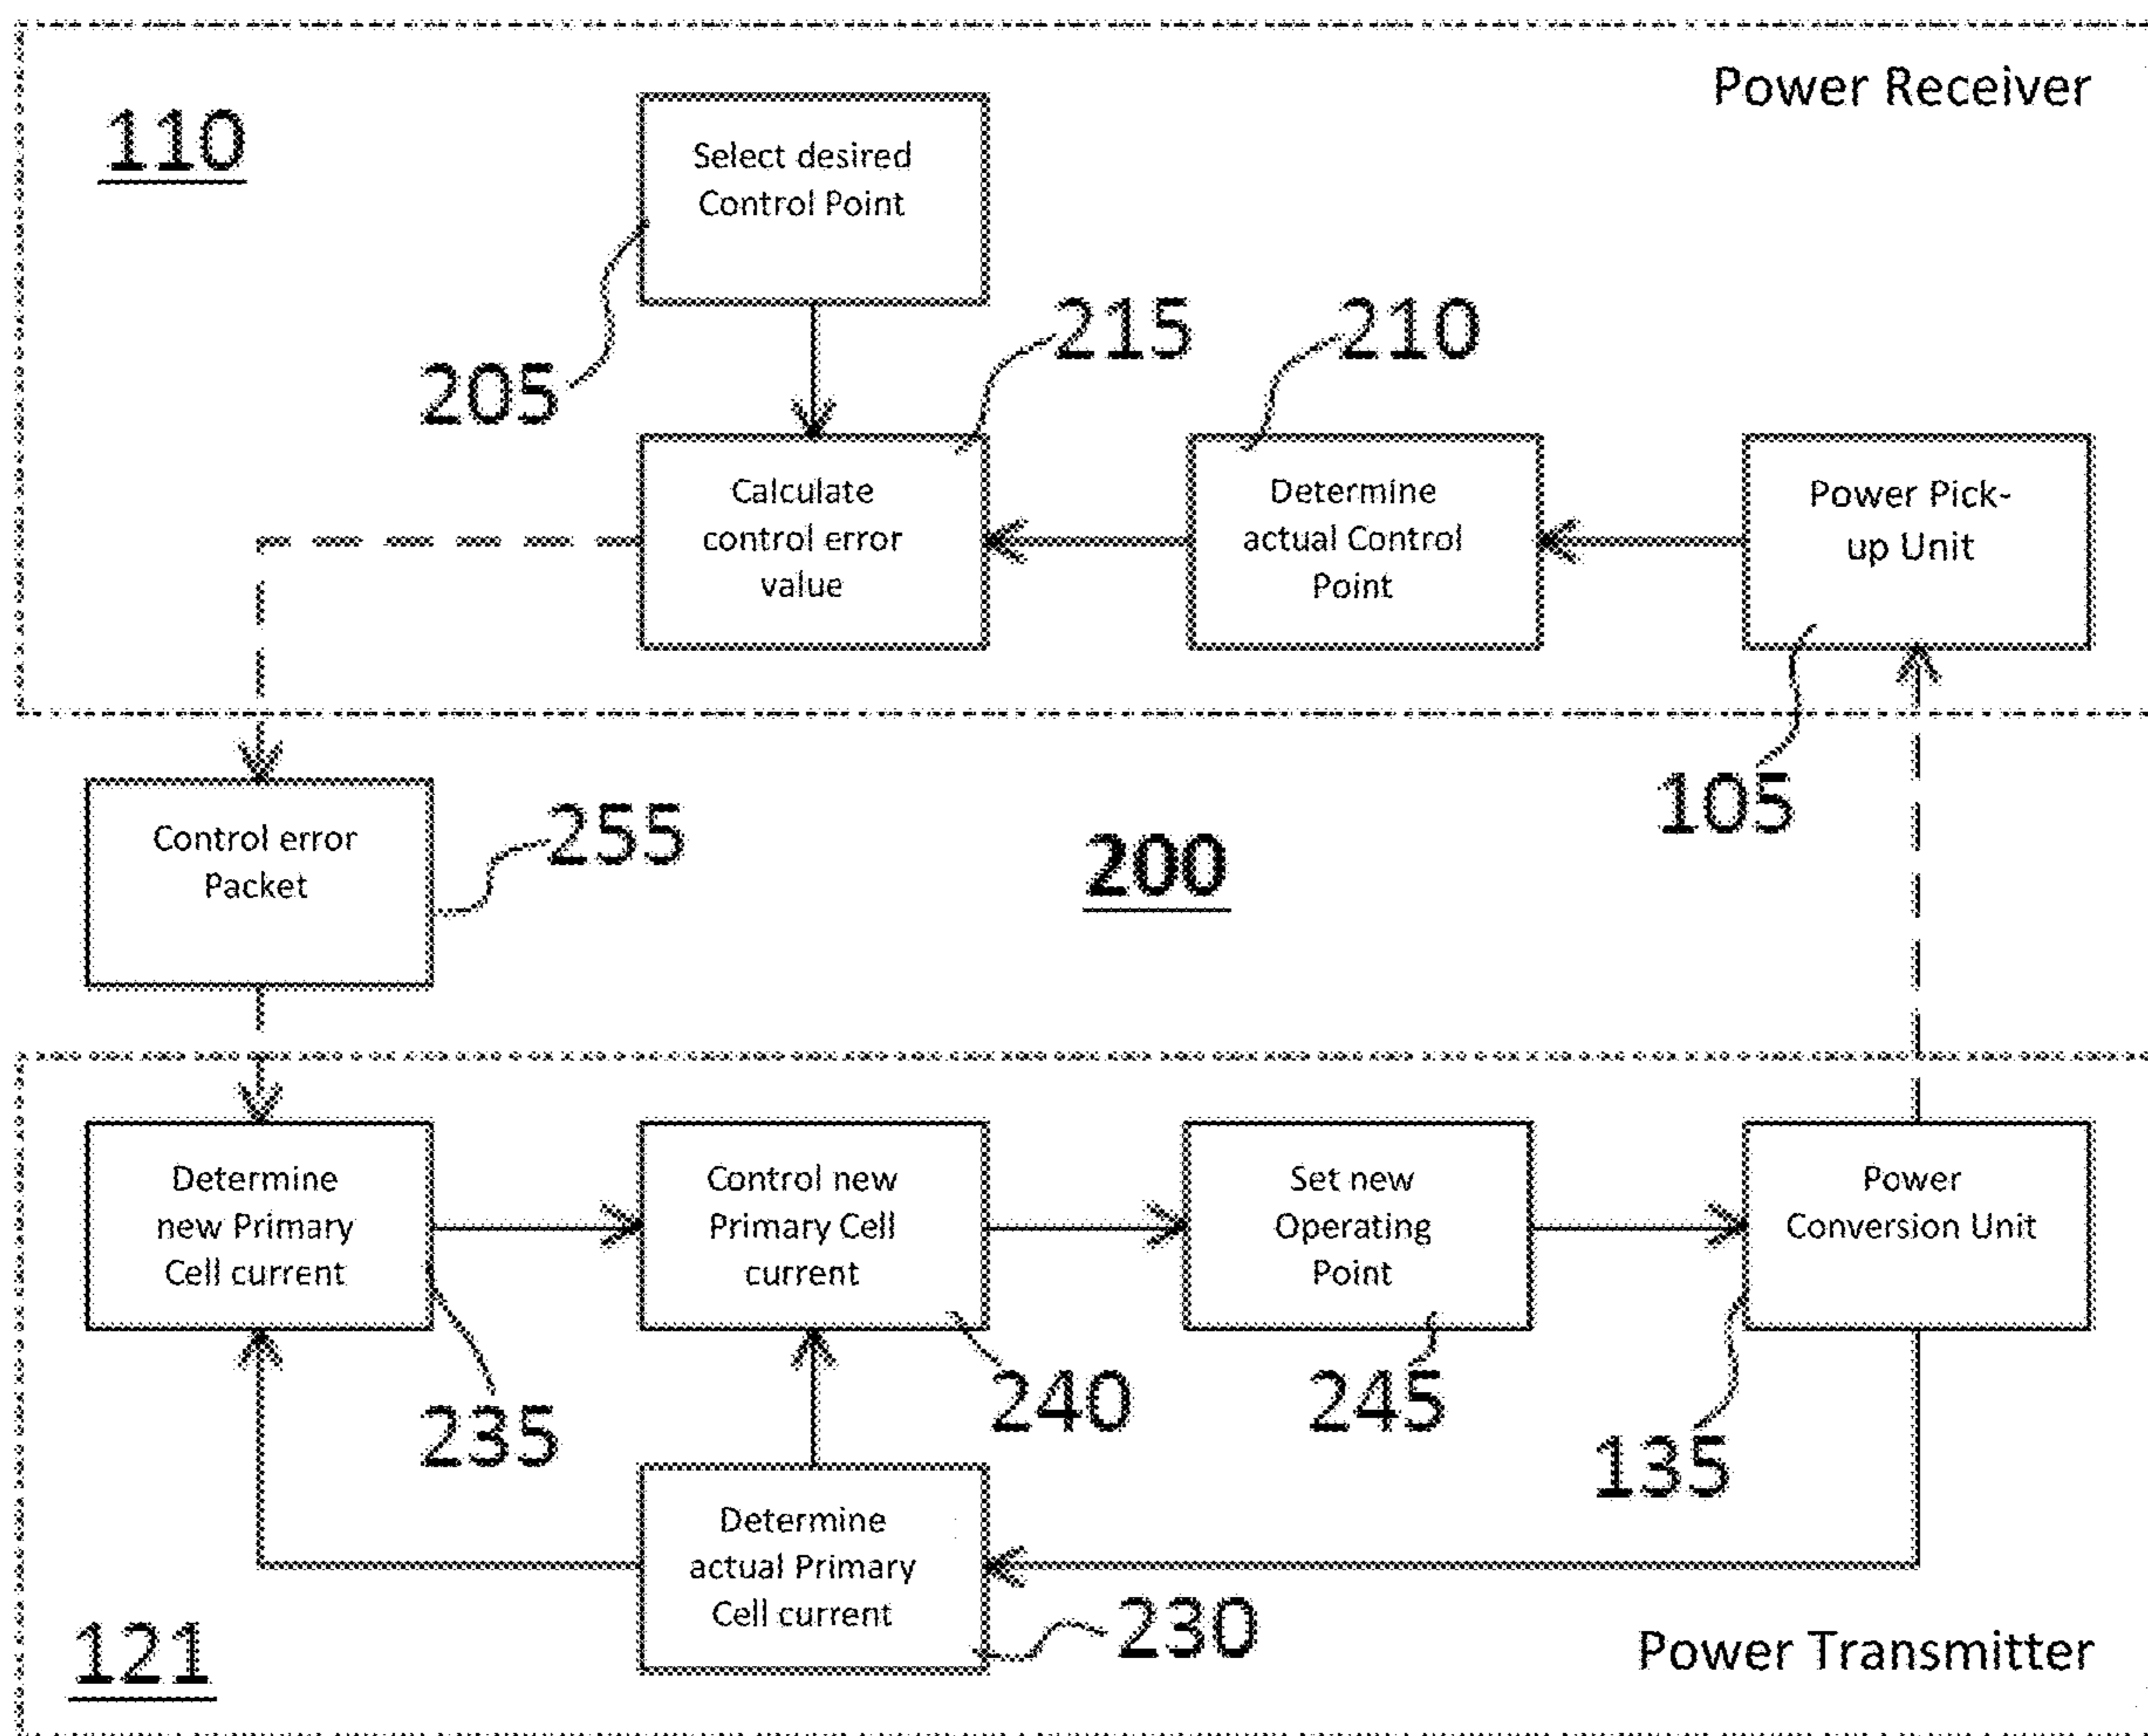 Power Receiver
110
Select desired
Control Point
205
215
210
Calculate
control error
value
Determine
actual Control
Point
Power Pick-
up Unit
105
Control error
Packet
255
200
Determine
new Primary
Cell current
Control new
Primary Cell
current
Set new
Operating
Point
Power
Conversion Unit
235
240
245
135
Determine
actual Primary
Cell current
230
121
Power Transmitter